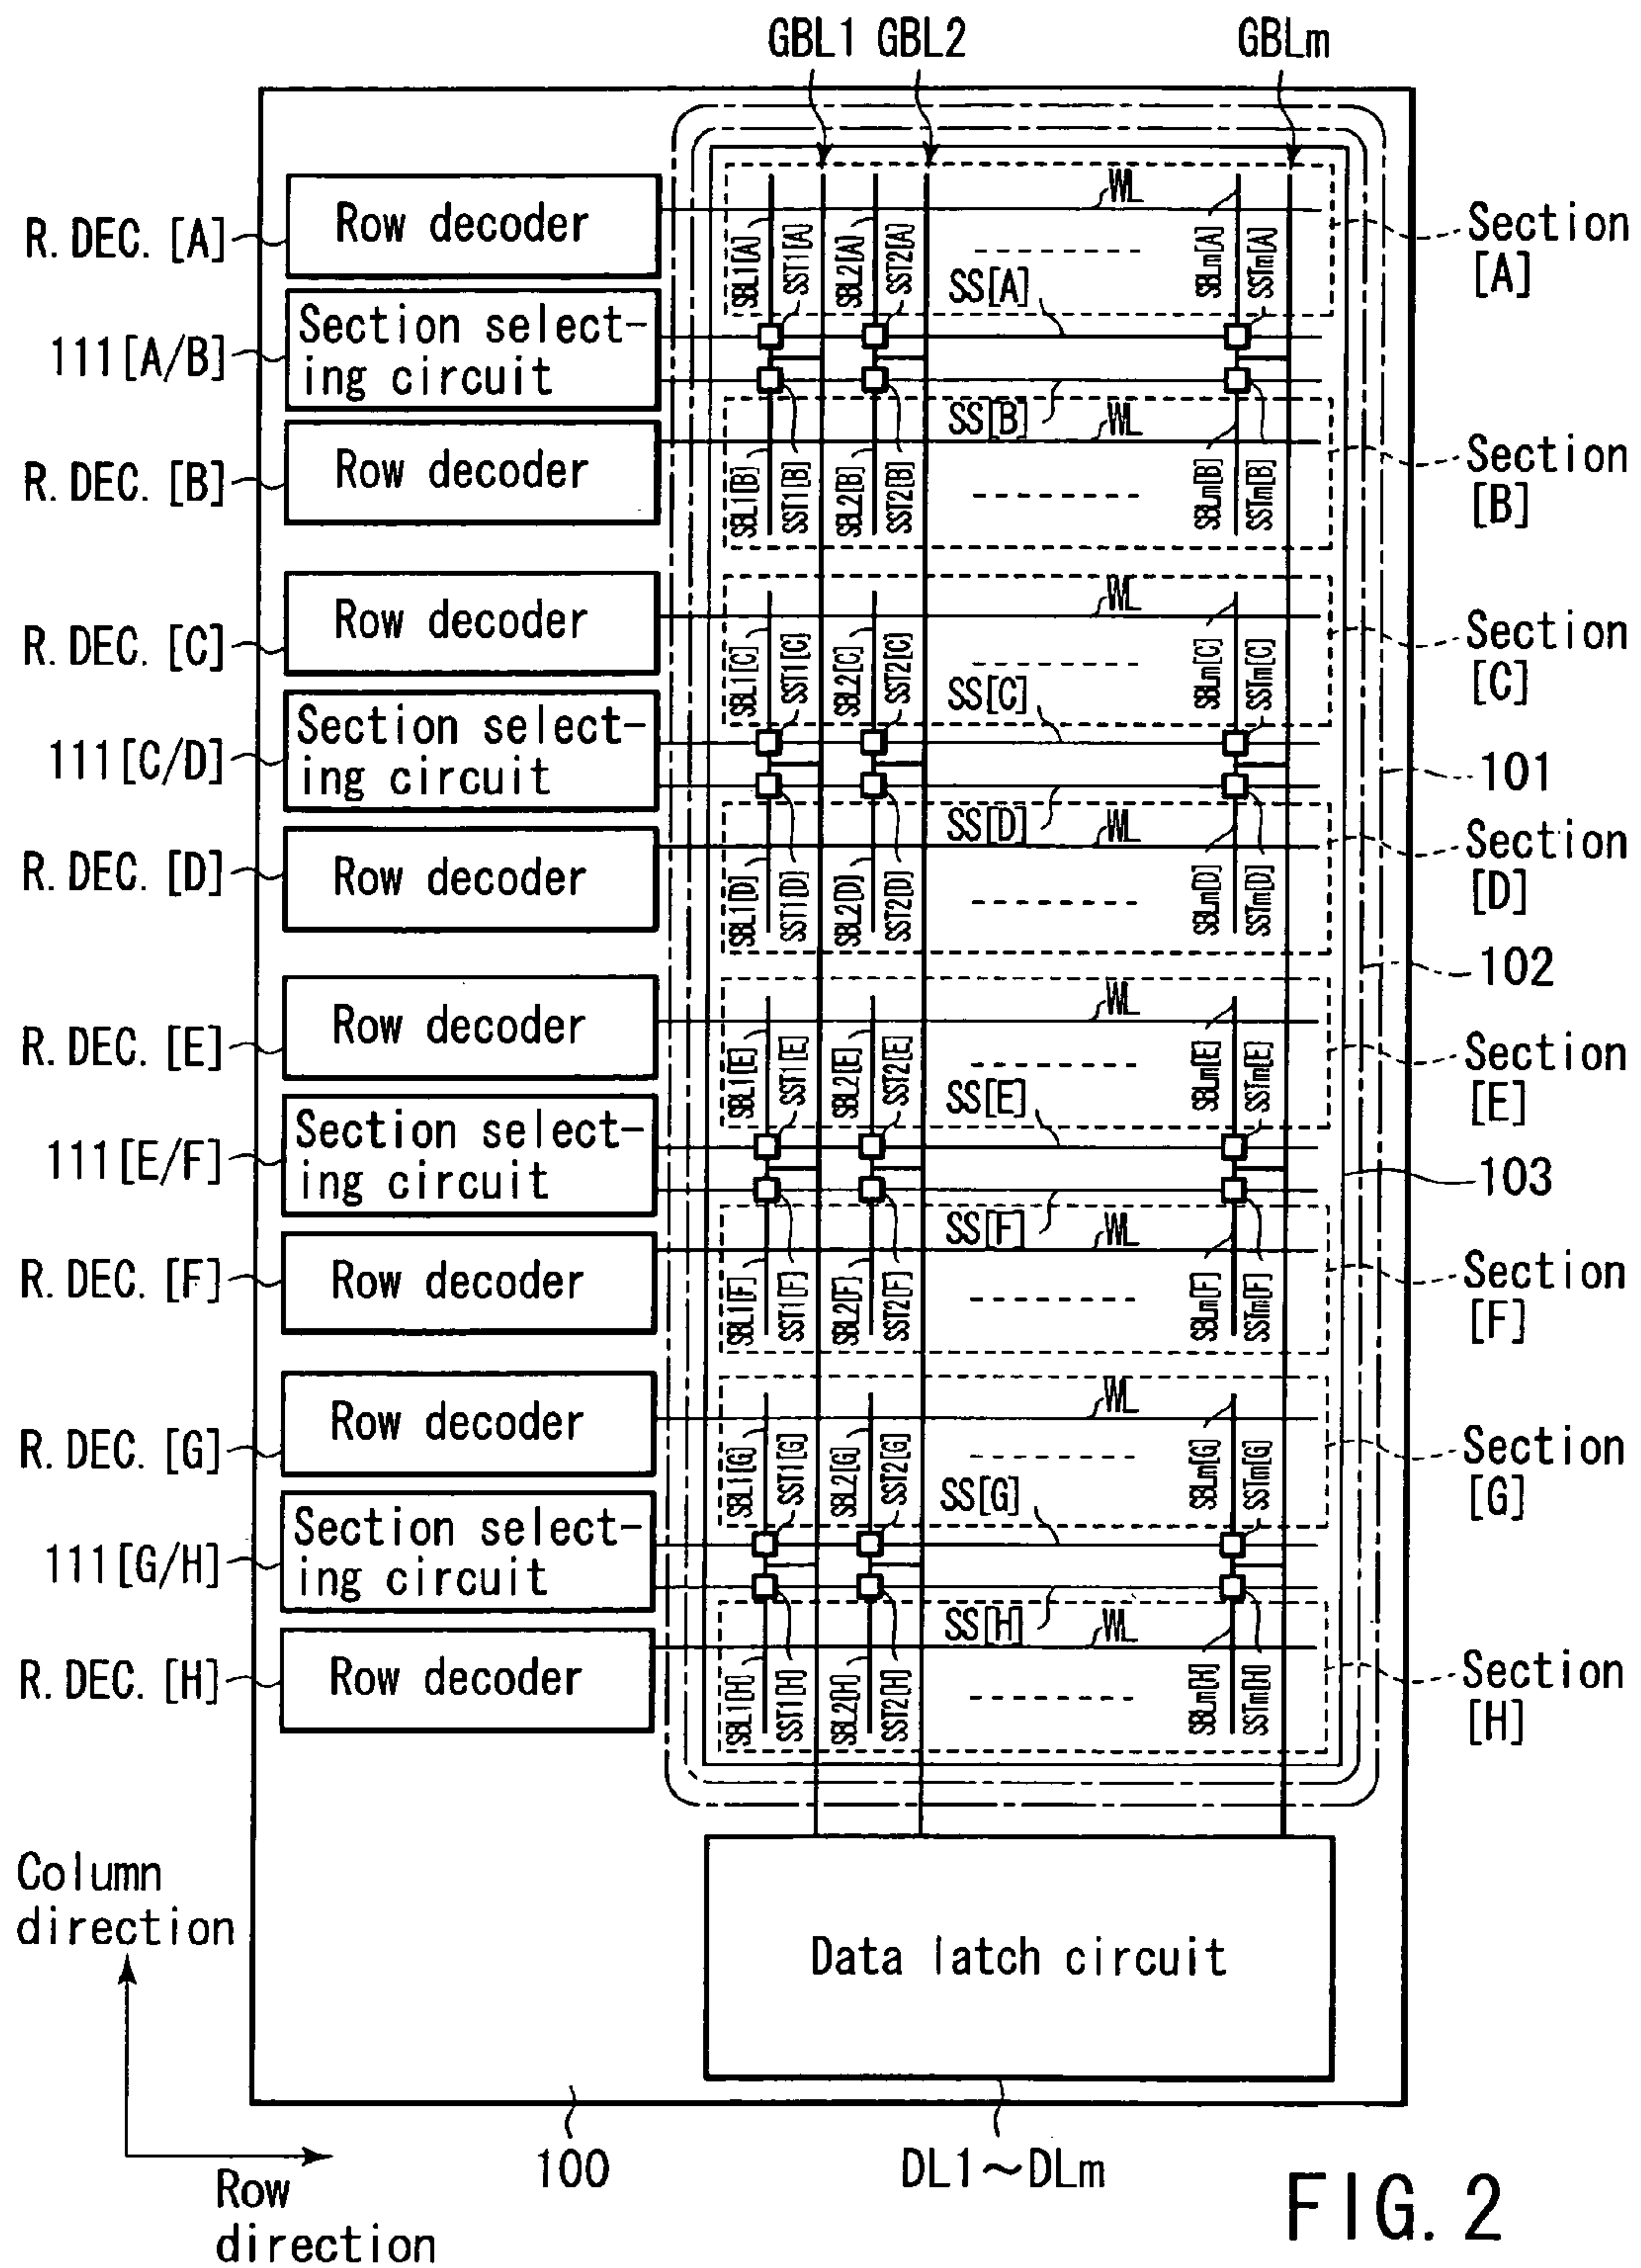 GBL1 GBL2 GBLm
R. DEC. [A]
Row decoder
WL
SBL1[A] SST1[A] SBL2[A] SST2[A] SBLm[A] SSTm[A]
SS[A]
Section
[A]
111[A/B]
Section select-
ing circuit
R. DEC. [B]
Row decoder
SS[B]
WL
SBL1[B] SST1[B] SBL2[B] SST2[B] SBLm[B] SSTm[B]
Section
[B]
R. DEC. [C]
Row decoder
WL
SBL1[C] SST1[C] SBL2[C] SST2[C] SBLm[C] SSTm[C]
SS[C]
Section
[C]
111[C/D]
Section select-
ing circuit
101
R. DEC. [D]
Row decoder
SS[D]
WL
SBL1[D] SST1[D] SBL2[D] SST2[D] SBLm[D] SSTm[D]
Section
[D]
102
R. DEC. [E]
Row decoder
WL
SBL1[E] SST1[E] SBL2[E] SST2[E] SBLm[E] SSTm[E]
SS[E]
Section
[E]
111[E/F]
Section select-
ing circuit
103
R. DEC. [F]
Row decoder
SS[F]
WL
SBL1[F] SST1[F] SBL2[F] SST2[F] SBLm[F] SSTm[F]
Section
[F]
R. DEC. [G]
Row decoder
WL
SBL1[G] SST1[G] SBL2[G] SST2[G] SBLm[G] SSTm[G]
SS[G]
Section
[G]
111[G/H]
Section select-
ing circuit
R. DEC. [H]
Row decoder
SS[H]
WL
SBL1[H] SST1[H] SBL2[H] SST2[H] SBLm[H] SSTm[H]
Section
[H]
Column
direction
Data latch circuit
Row
direction
100
DL1~DLm
FIG. 2